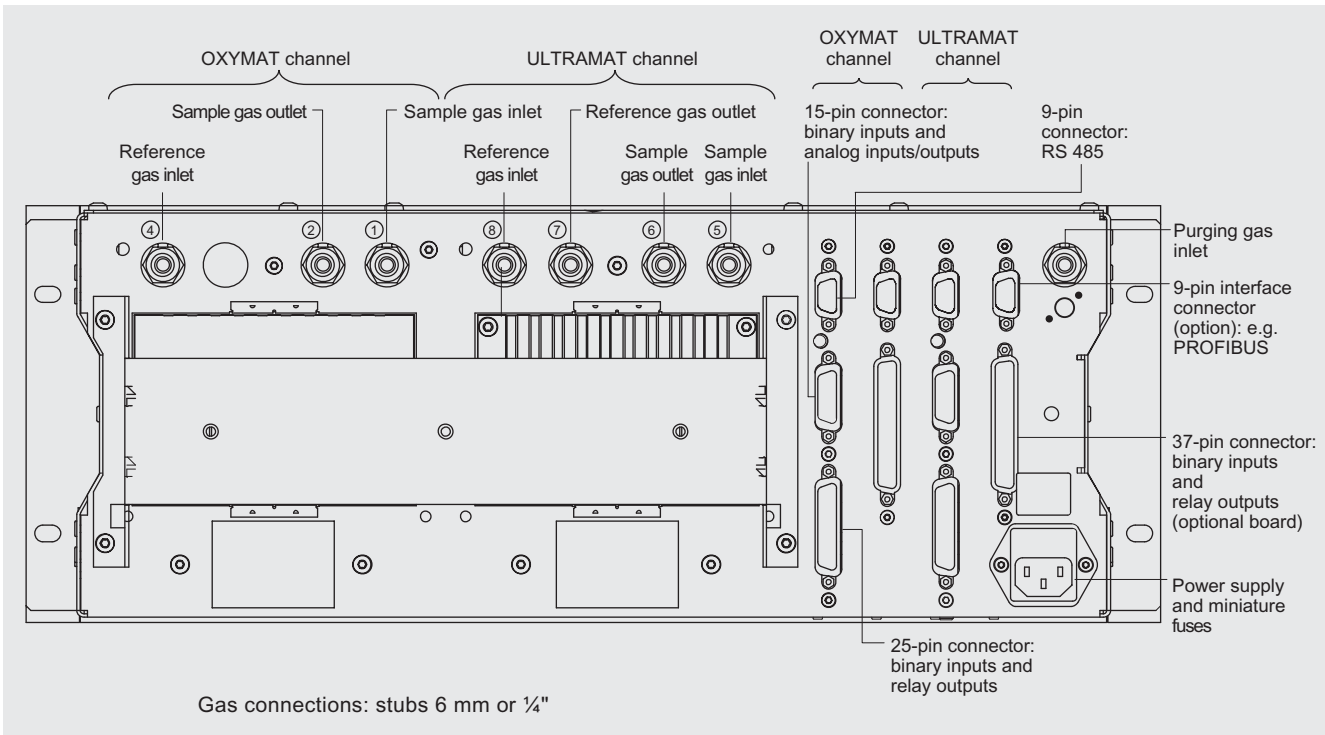 OXYMAT channel
ULTRAMAT channel
OXYMAT
channel
ULTRAMAT
channel
Sample gas outlet
Sample gas inlet
Reference gas outlet
15-pin connector:
binary inputs and
analog inputs/outputs
9-pin
connector:
RS 485
Reference
gas inlet
Reference
gas inlet
Sample
gas outlet
Sample
gas inlet
4
2
1
8
7
6
5
Purging gas
inlet
9-pin interface
connector
(option): e.g.
PROFIBUS
37-pin connector:
binary inputs
and
relay outputs
(optional board)
Power supply
and miniature
fuses
25-pin connector:
binary inputs and
relay outputs
Gas connections: stubs 6 mm or ¼"